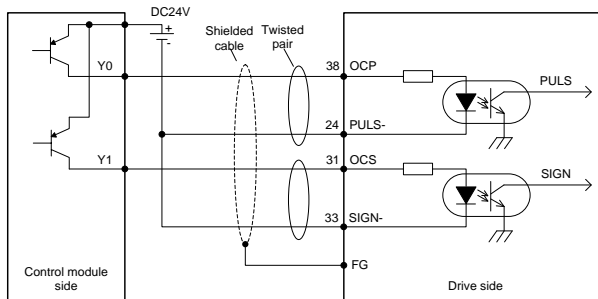 DC24V
+
-
Shielded
cable
Twisted
pair
Y0
38
OCP
PULS
24
PULS-
Y1
31
OCS
SIGN
33
SIGN-
FG
Control module
side
Drive side